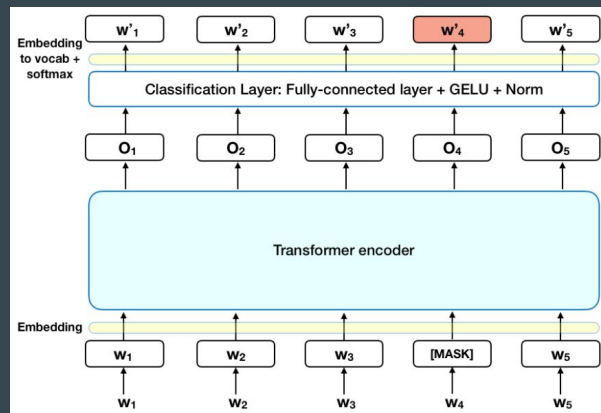 Embedding
to vocab +
softmax
w'₁ w'₂ w'₃ w'₄ w'₅
Classification Layer: Fully-connected layer + GELU + Norm
O₁ O₂ O₃ O₄ O₅
Transformer encoder
Embedding
W₁ W₂ W₃ [MASK] W₅
W₁ W₂ W₃ W₄ W₅